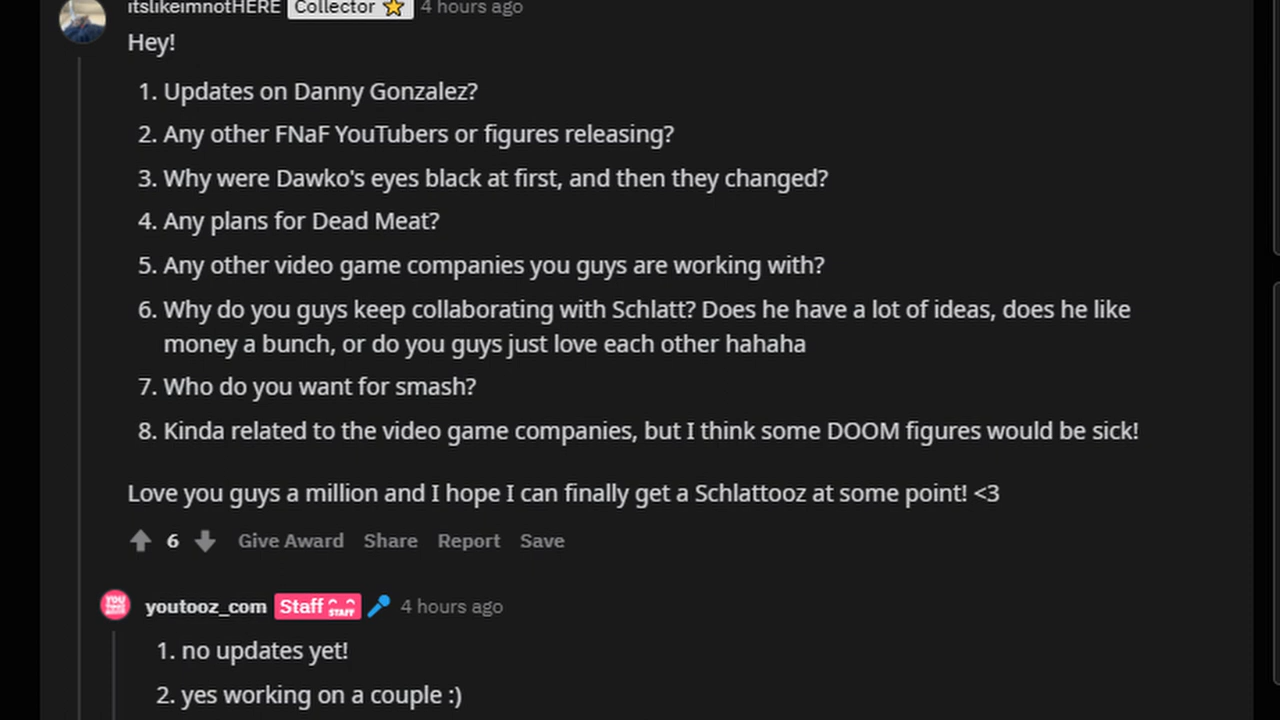 itslikeimnotHERE Collector 4 hours ago
Hey!
1. Updates on Danny Gonzalez?
2. Any other FNaF YouTubers or figures releasing?
3. Why were Dawko's eyes black at first, and then they changed?
4. Any plans for Dead Meat?
5. Any other video game companies you guys are working with?
6. Why do you guys keep collaborating with Schlatt? Does he have a lot of ideas, does he like
money a bunch, or do you guys just love each other hahaha
7. Who do you want for smash?
8. Kinda related to the video game companies, but I think some DOOM figures would be sick!
Love you guys a million and I hope I can finally get a Schlattooz at some point! <3
6 Give Award Share Report Save
youtooz_com Staff STAFF 4 hours ago
1. no updates yet!
2. yes working on a couple :)